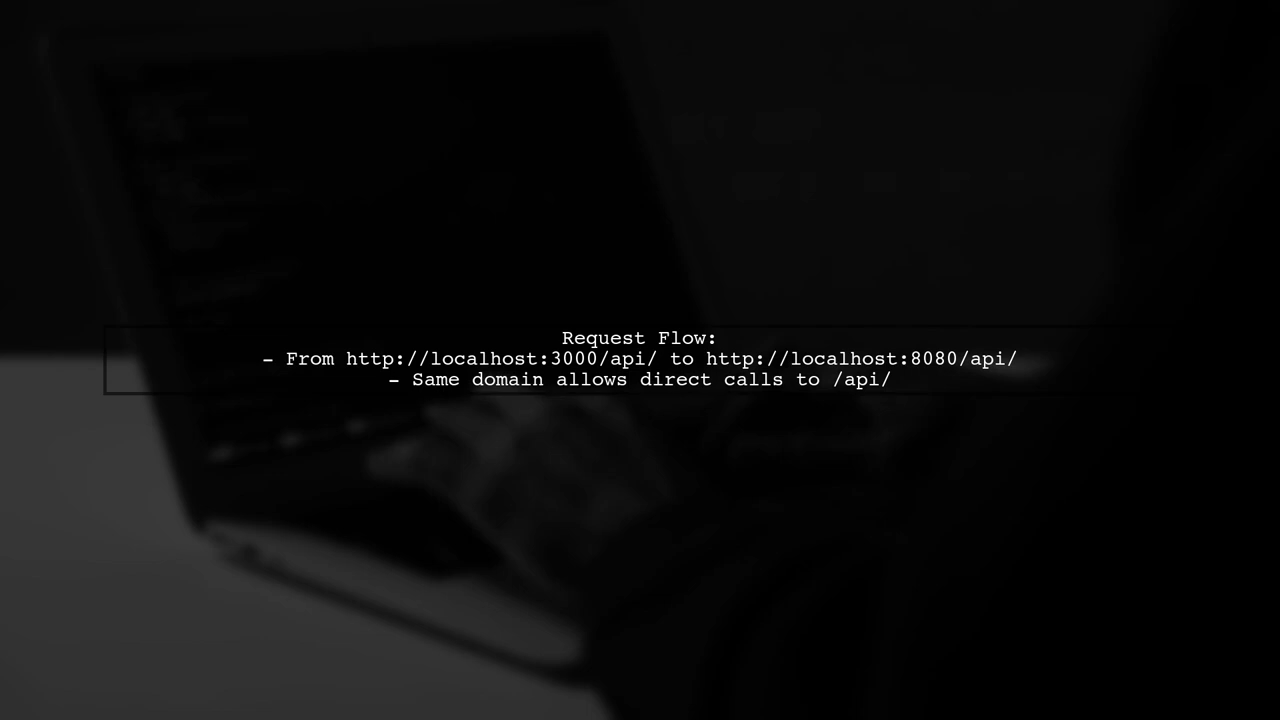 Request Flow:
- From http://localhost:3000/api/ to http://localhost:8080/api/
- Same domain allows direct calls to /api/